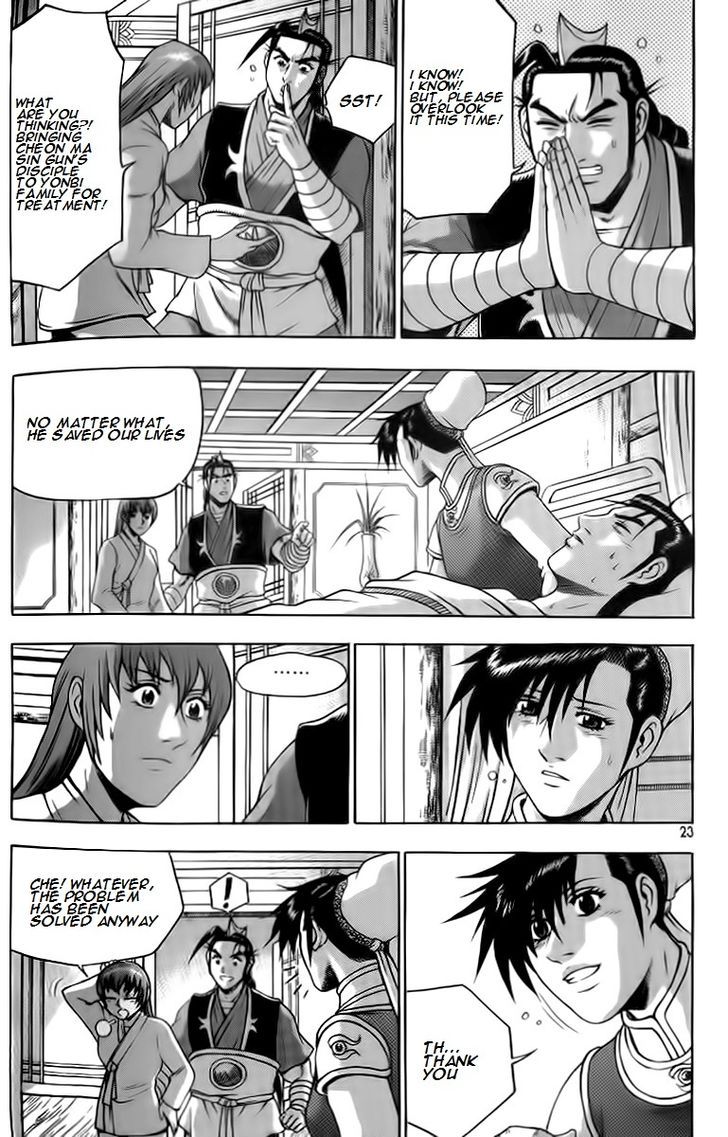 WHAT
ARE YOU
THINKING?!
BRINGING
CHEON MA
SIN GUN'S
DISCIPLE
TO YONBI
FAMILY FOR
TREATMENT!
SST!
I KNOW!
I KNOW!
BUT, PLEASE
OVERLOOK
IT THIS TIME!
NO MATTER WHAT,
HE SAVED OUR LIVES
......
23
CHE! WHATEVER,
THE PROBLEM
HAS BEEN
SOLVED ANYWAY
!
TH...
THANK
YOU